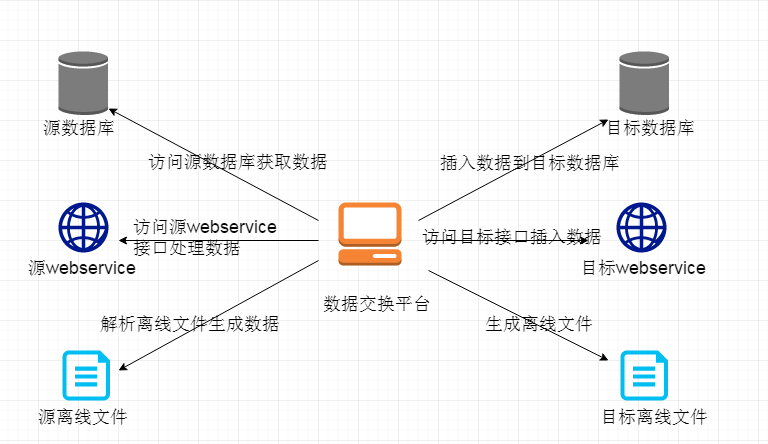 源数据库
目标数据库
访问源数据库获取数据
插入数据到目标数据库
访问源webservice
接口处理数据
访问目标接口插入数据
源webservice
目标webservice
数据交换平台
解析离线文件生成数据
生成离线文件
源离线文件
目标离线文件